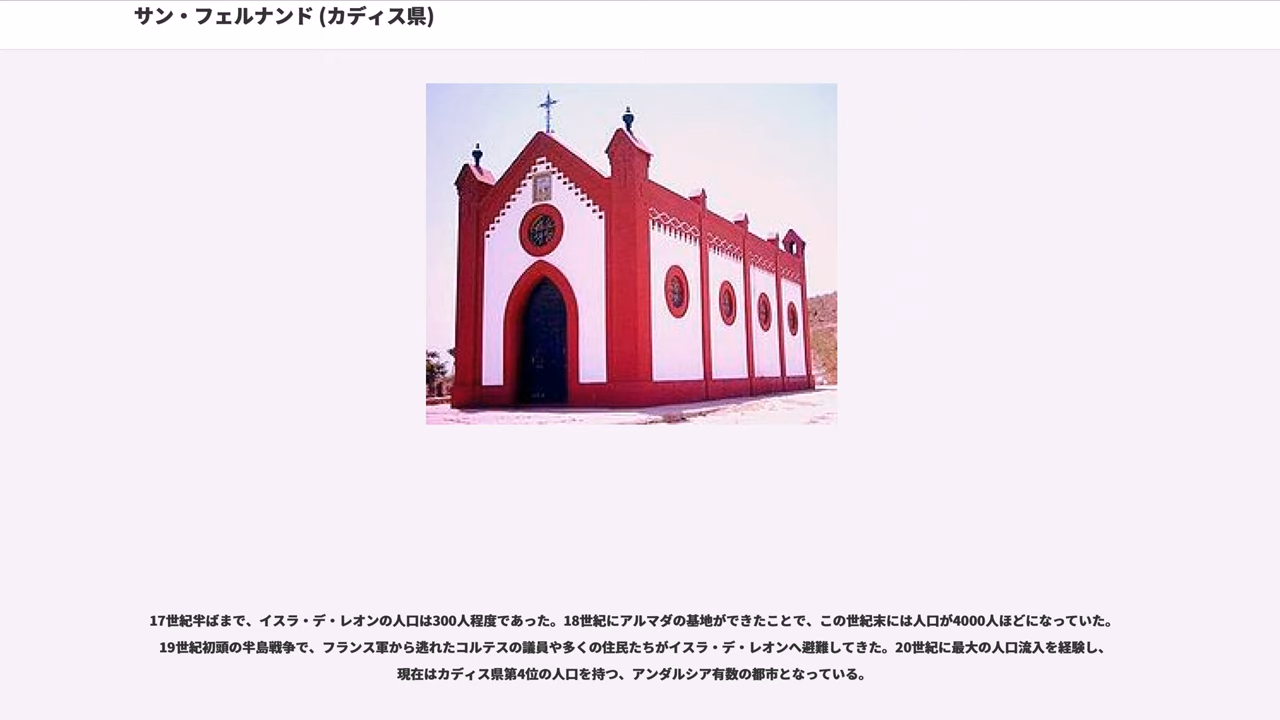 サン・フェルナンド (カディス県)
17世紀半ばまで、イスラ・デ・レオンの人口は300人程度であった。18世紀にアルマダの基地ができたことで、この世紀末には人口が4000人ほどになっていた。
19世紀初頭の半島戦争で、フランス軍から逃れたコルテスの議員や多くの住民たちがイスラ・デ・レオンへ避難してきた。20世紀に最大の人口流入を経験し、
現在はカディス県第4位の人口を持つ、アンダルシア有数の都市となっている。